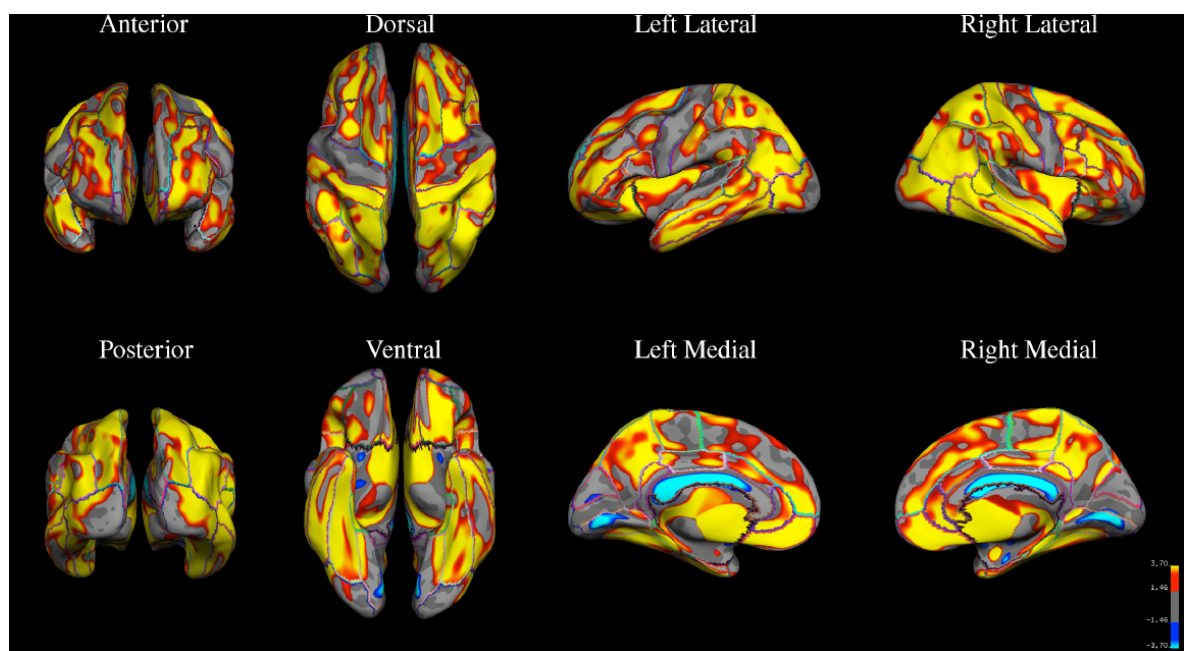 Anterior
Dorsal
Left Lateral
Right Lateral
Posterior
Ventral
Left Medial
Right Medial
3.70
1.46
-1.46
-3.70